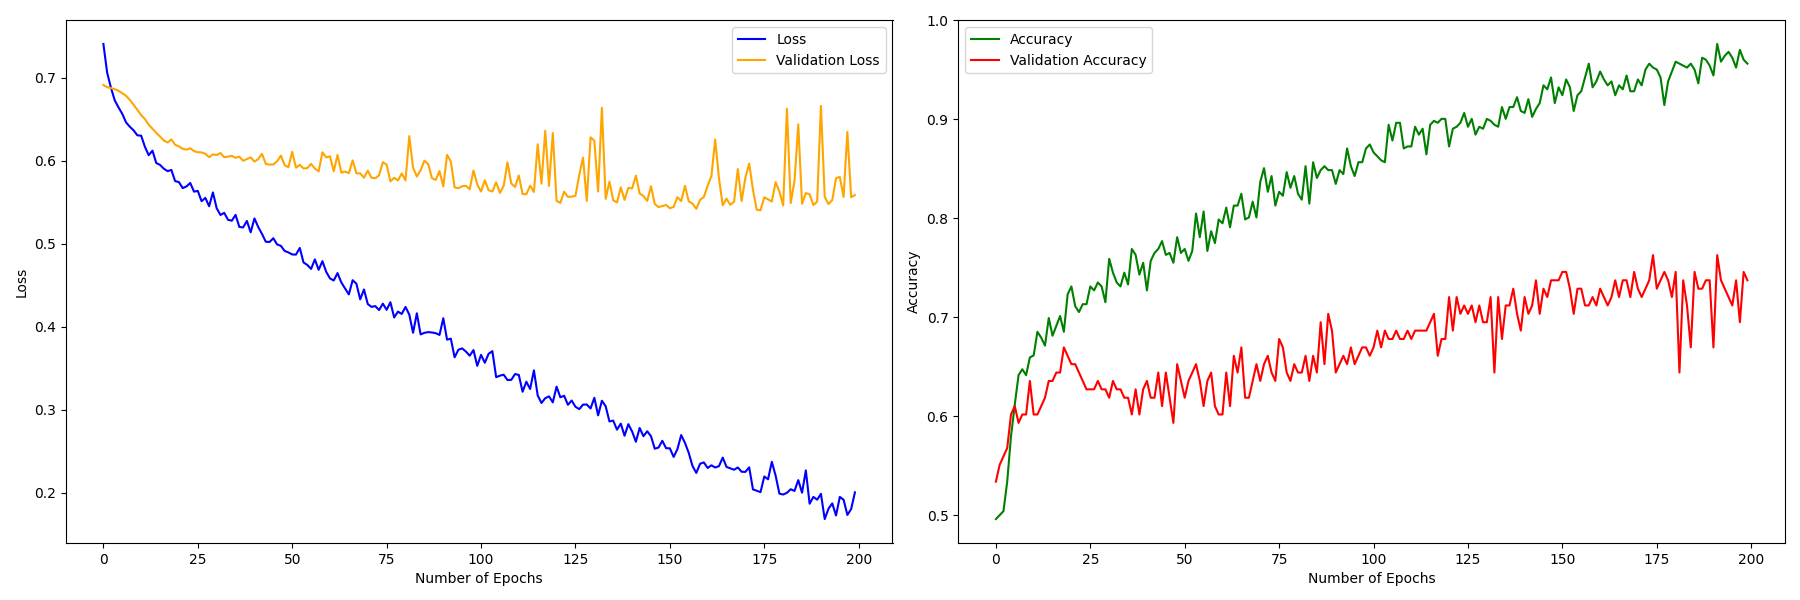 Loss
Validation Loss
0.7
0.6
0.5
0.4
0.3
0.2
Loss
0 25 50 75 100 125 150 175 200
Number of Epochs
Accuracy
Validation Accuracy
1.0
0.9
0.8
0.7
0.6
0.5
Accuracy
0 25 50 75 100 125 150 175 200
Number of Epochs